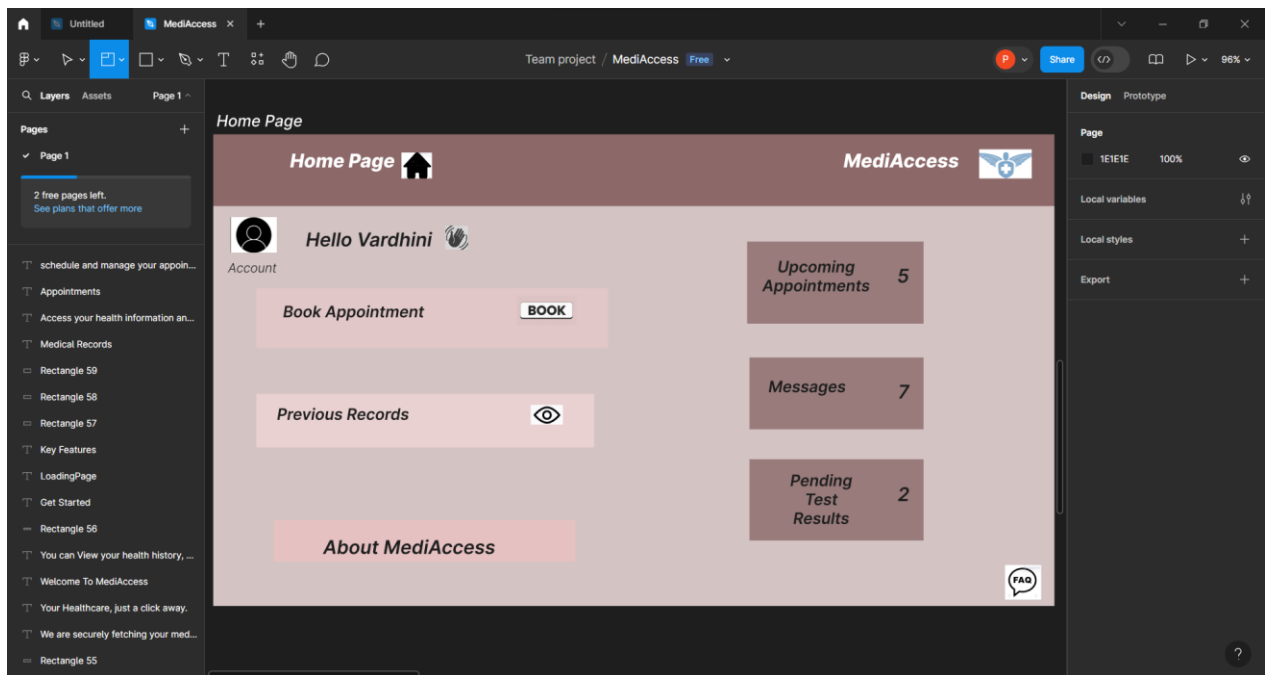 Untitled
MediAccess
Team project / MediAccess Free
P
Share
96%
Layers Assets Page 1
Design Prototype
Pages
Page 1
2 free pages left.
See plans that offer more
schedule and manage your appoin...
Appointments
Access your health information an...
Medical Records
Rectangle 59
Rectangle 58
Rectangle 57
Key Features
LoadingPage
Get Started
Rectangle 56
You can View your health history, ...
Welcome To MediAccess
Your Healthcare, just a click away.
We are securely fetching your med...
Rectangle 55
Home Page
Home Page
MediAccess
Hello Vardhini
Account
Book Appointment
BOOK
Previous Records
About MediAccess
Upcoming
Appointments
5
Messages
7
Pending
Test
Results
2
FAQ
Page
1E1E1E 100%
Local variables
Local styles
Export
?